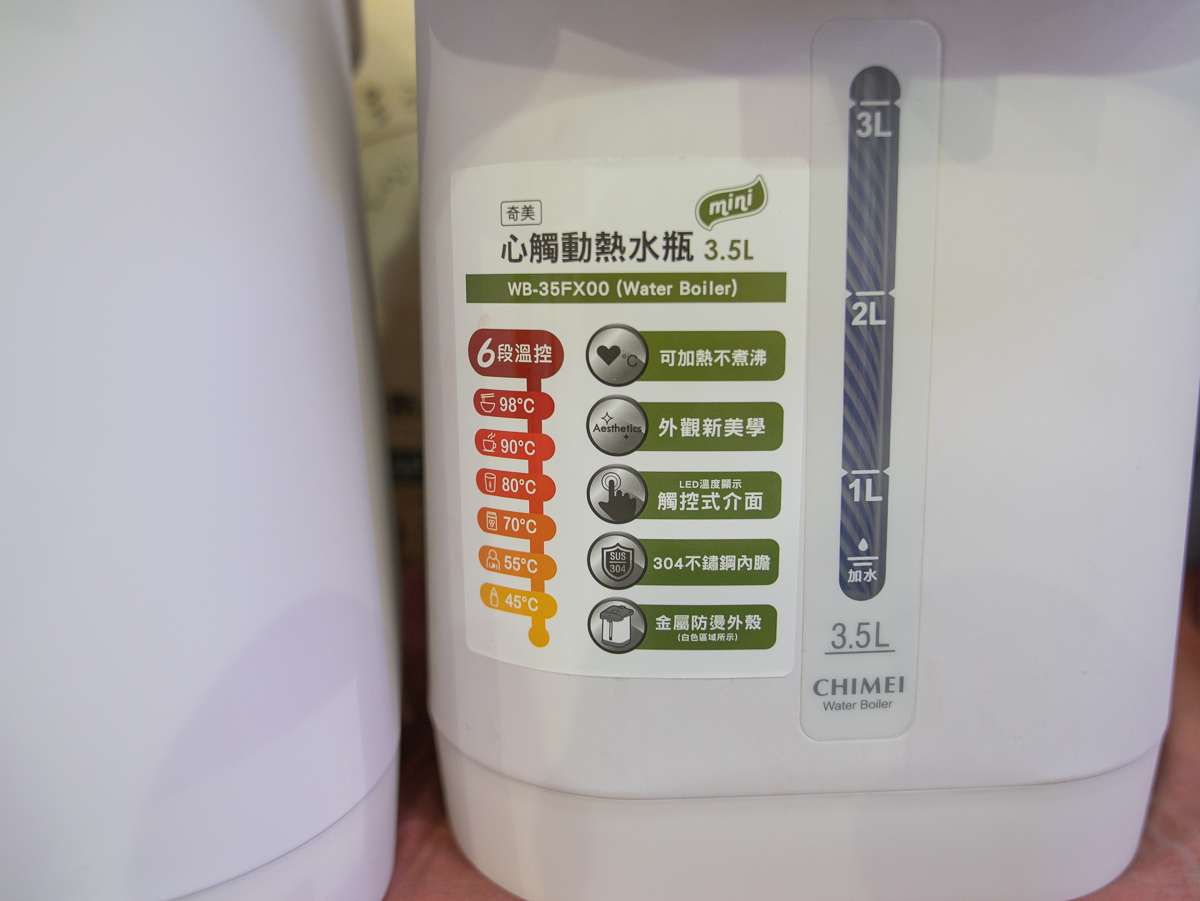 mini
奇美
心觸動熱水瓶 3.5L
WB-35FX00 (Water Boiler)
6段溫控
98°C
90°C
80°C
70°C
55°C
45°C
°C
可加熱不煮沸
Aesthetics
外觀新美學
LED溫度顯示
觸控式介面
SUS
304
304不鏽鋼內膽
金屬防燙外殼
(白色區域所示)
3L
2L
1L
加水
3.5L
CHIMEI
Water Boiler